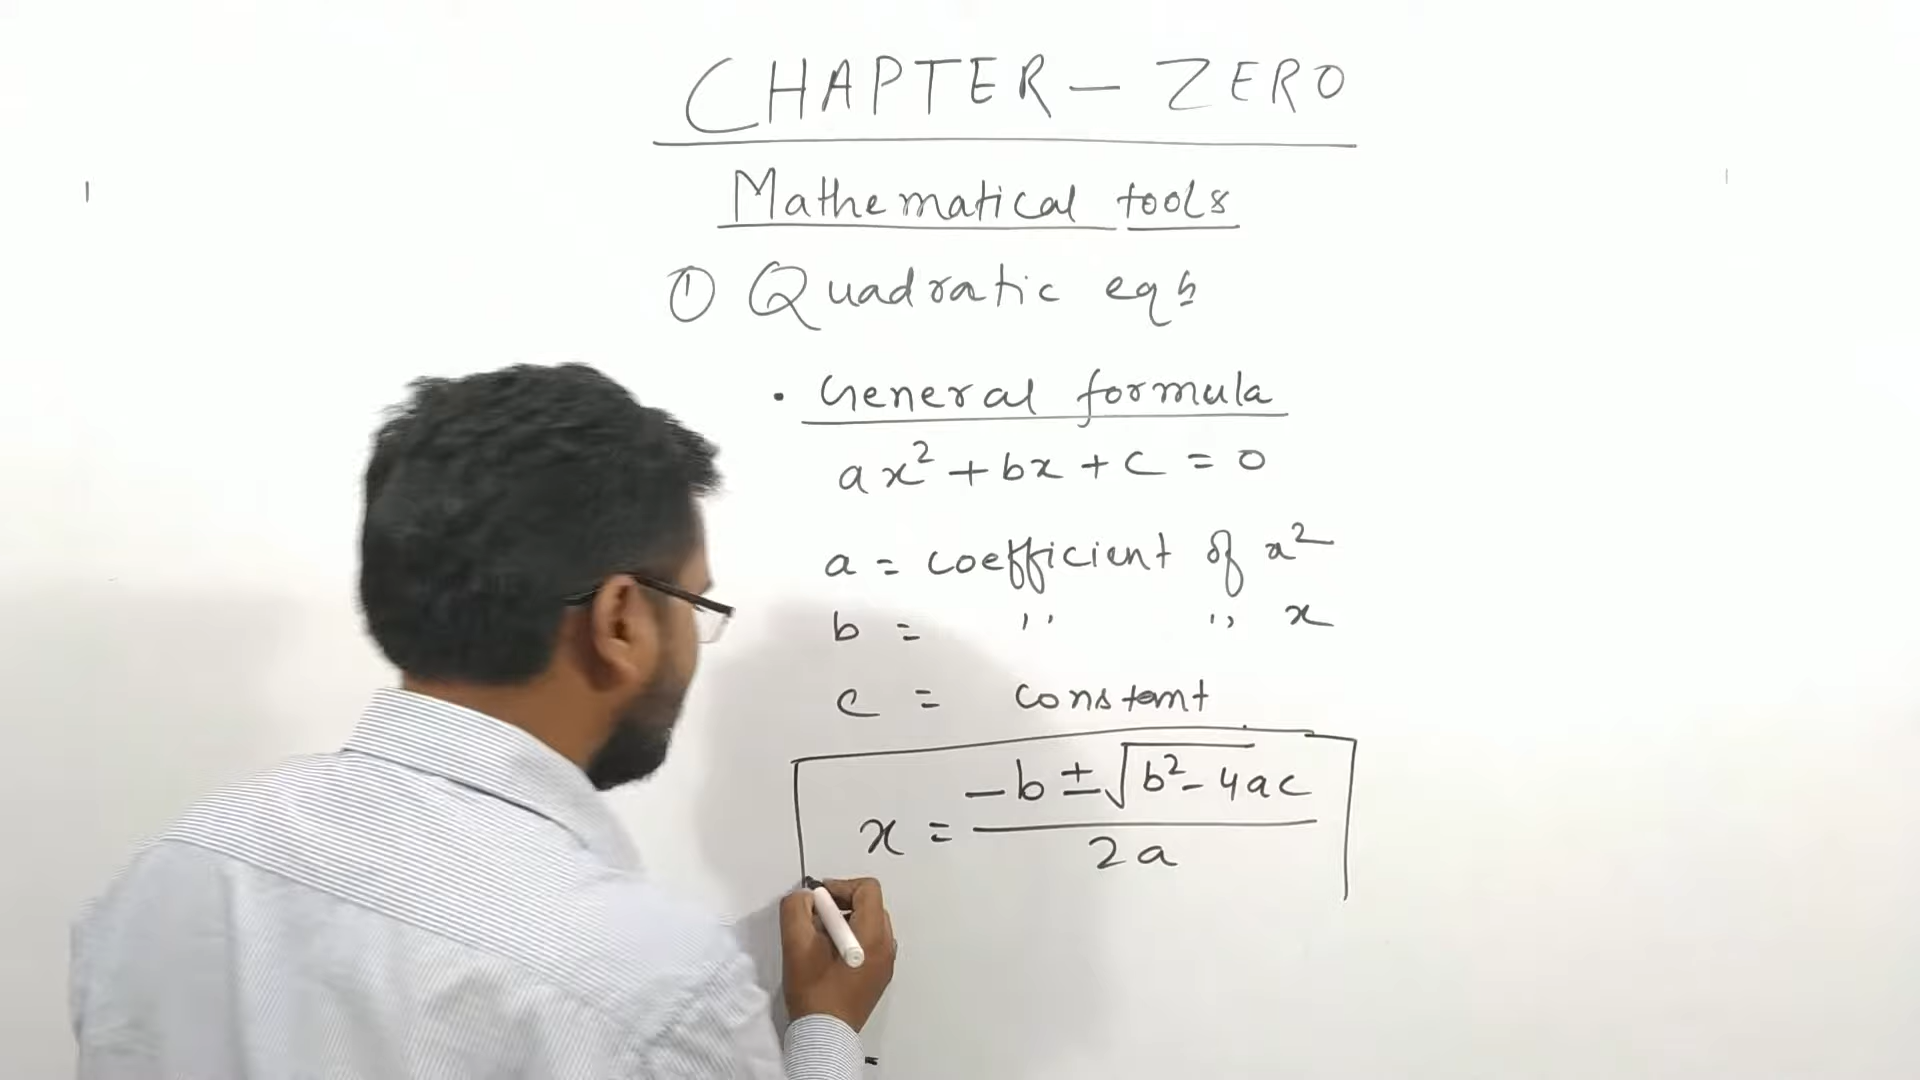 CHAPTER – ZERO
Mathematical tools
① Quadratic eqn
• General formula
ax² + bx + c = 0
a = coefficient of x²
b = '' '' x
c = constant
x = (-b ± √(b² - 4ac)) / 2a